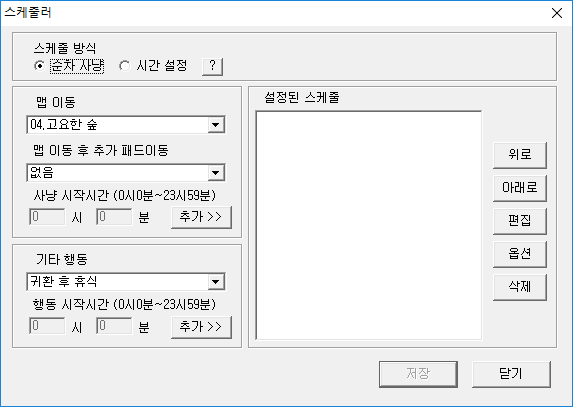 스케줄러
스케줄 방식
순차 사냥 시간 설정 ?
맵 이동
04.고요한 숲
맵 이동 후 추가 패드이동
없음
사냥 시작시간 (0시0분~23시59분)
0 시 0 분 추가 >>
기타 행동
귀환 후 휴식
행동 시작시간 (0시0분~23시59분)
0 시 0 분 추가 >>
설정된 스케줄
위로
아래로
편집
옵션
삭제
저장 닫기